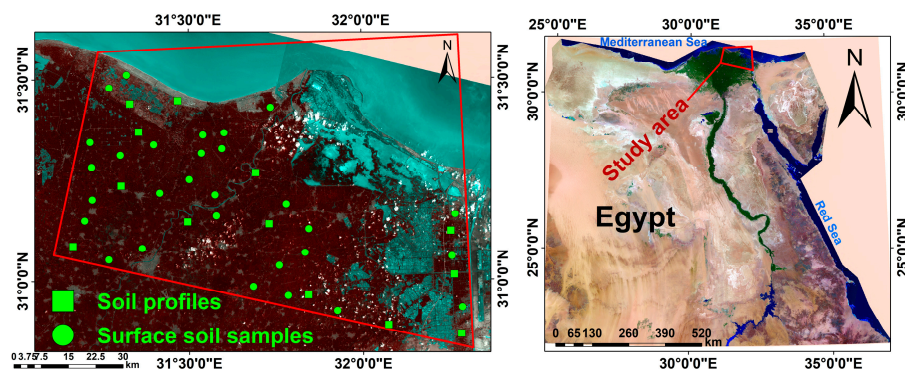 31°30'0"E 32°0'0"E
N
31°30'0"N
31°30'0"N
31°0'0"N
31°0'0"N
Soil profiles
Surface soil samples
31°30'0"E 32°0'0"E
0 3.75 7.5 15 22.5 30
km
25°0'0"E 30°0'0"E 35°0'0"E
Mediterranean Sea
N
30°0'0"N
30°0'0"N
Study area
Egypt
Red Sea
25°0'0"N
25°0'0"N
0 65 130 260 390 520
km
30°0'0"E 35°0'0"E